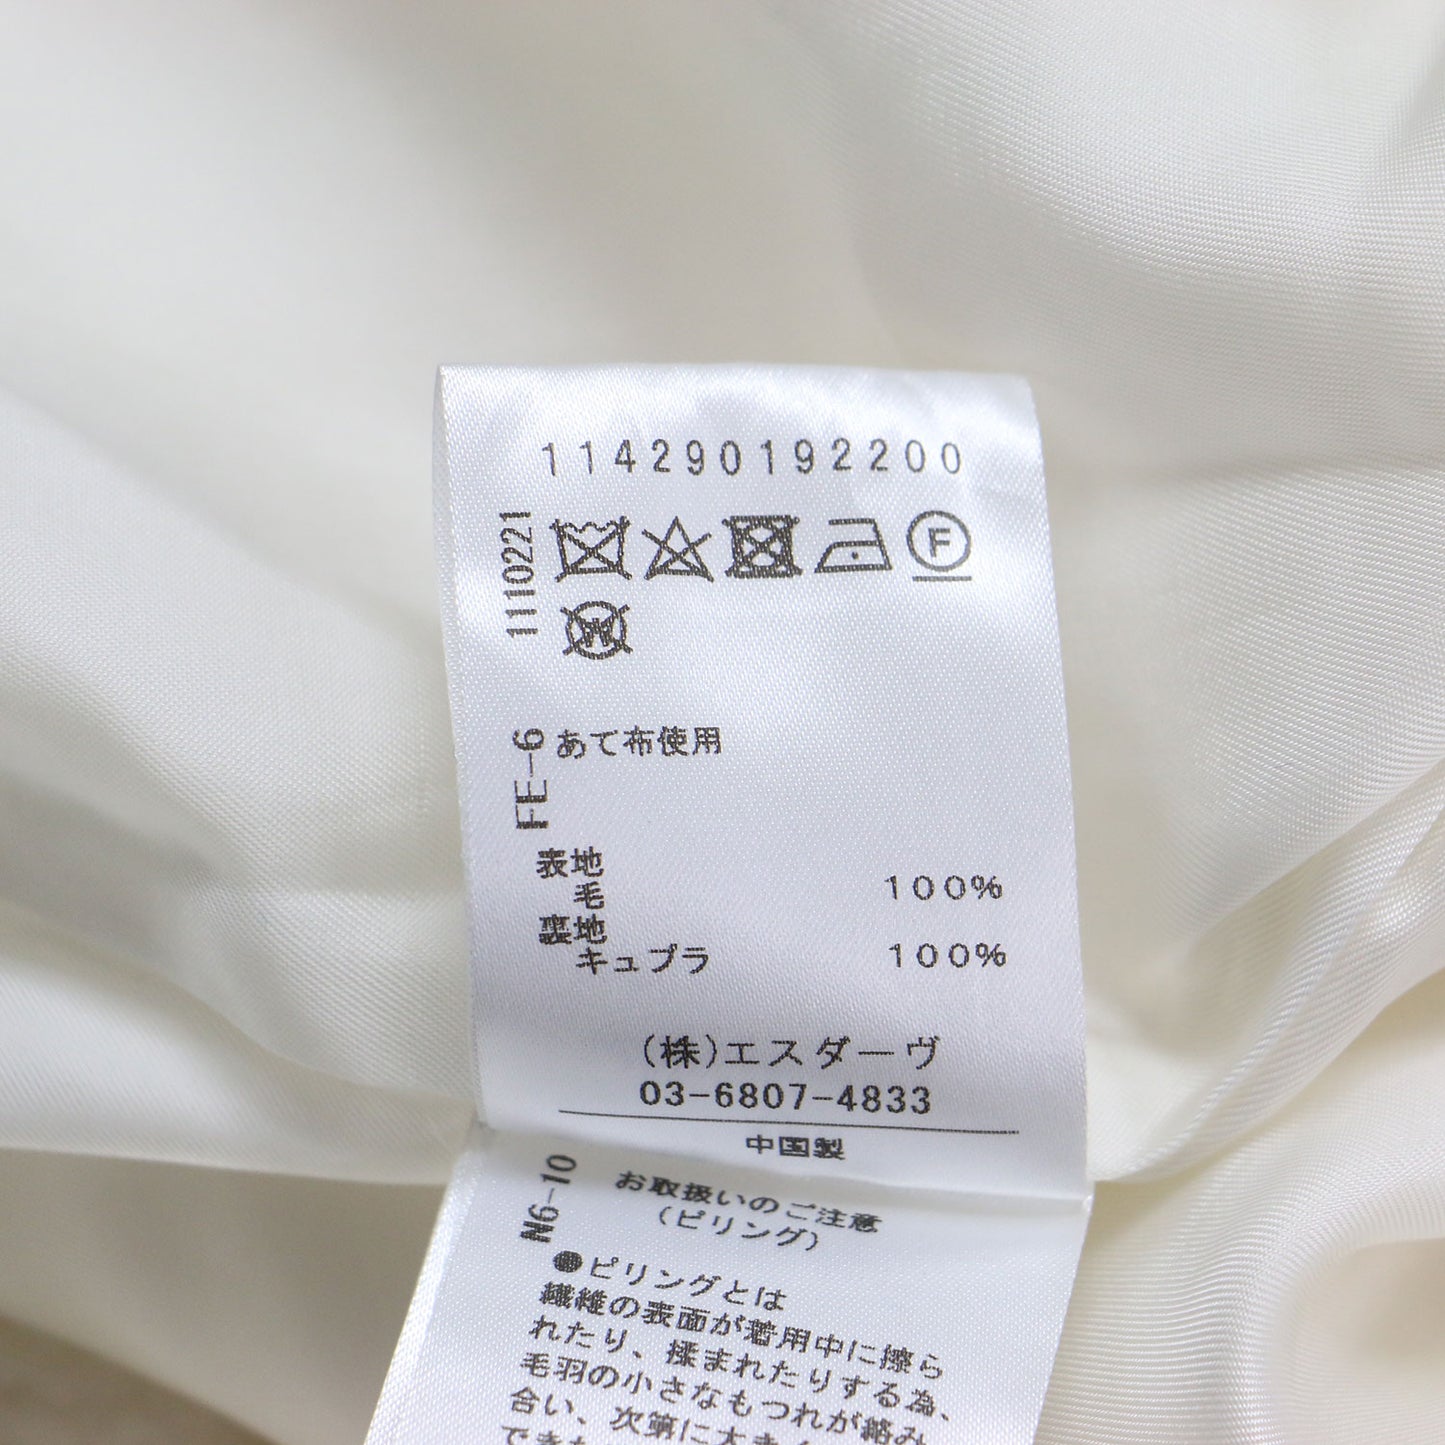 114290192200
1110221
F
W
FE-6
あて布使用
表地
毛 100%
裏地
キュプラ 100%
(株)エスダーヴ
03-6807-4833
中国製
N6-10
お取扱いのご注意
(ピリング)
●ピリングとは
繊維の表面が着用中に擦ら
れたり、揉まれたりする為、
毛羽の小さなもつれが絡み
合い、次第に大きく